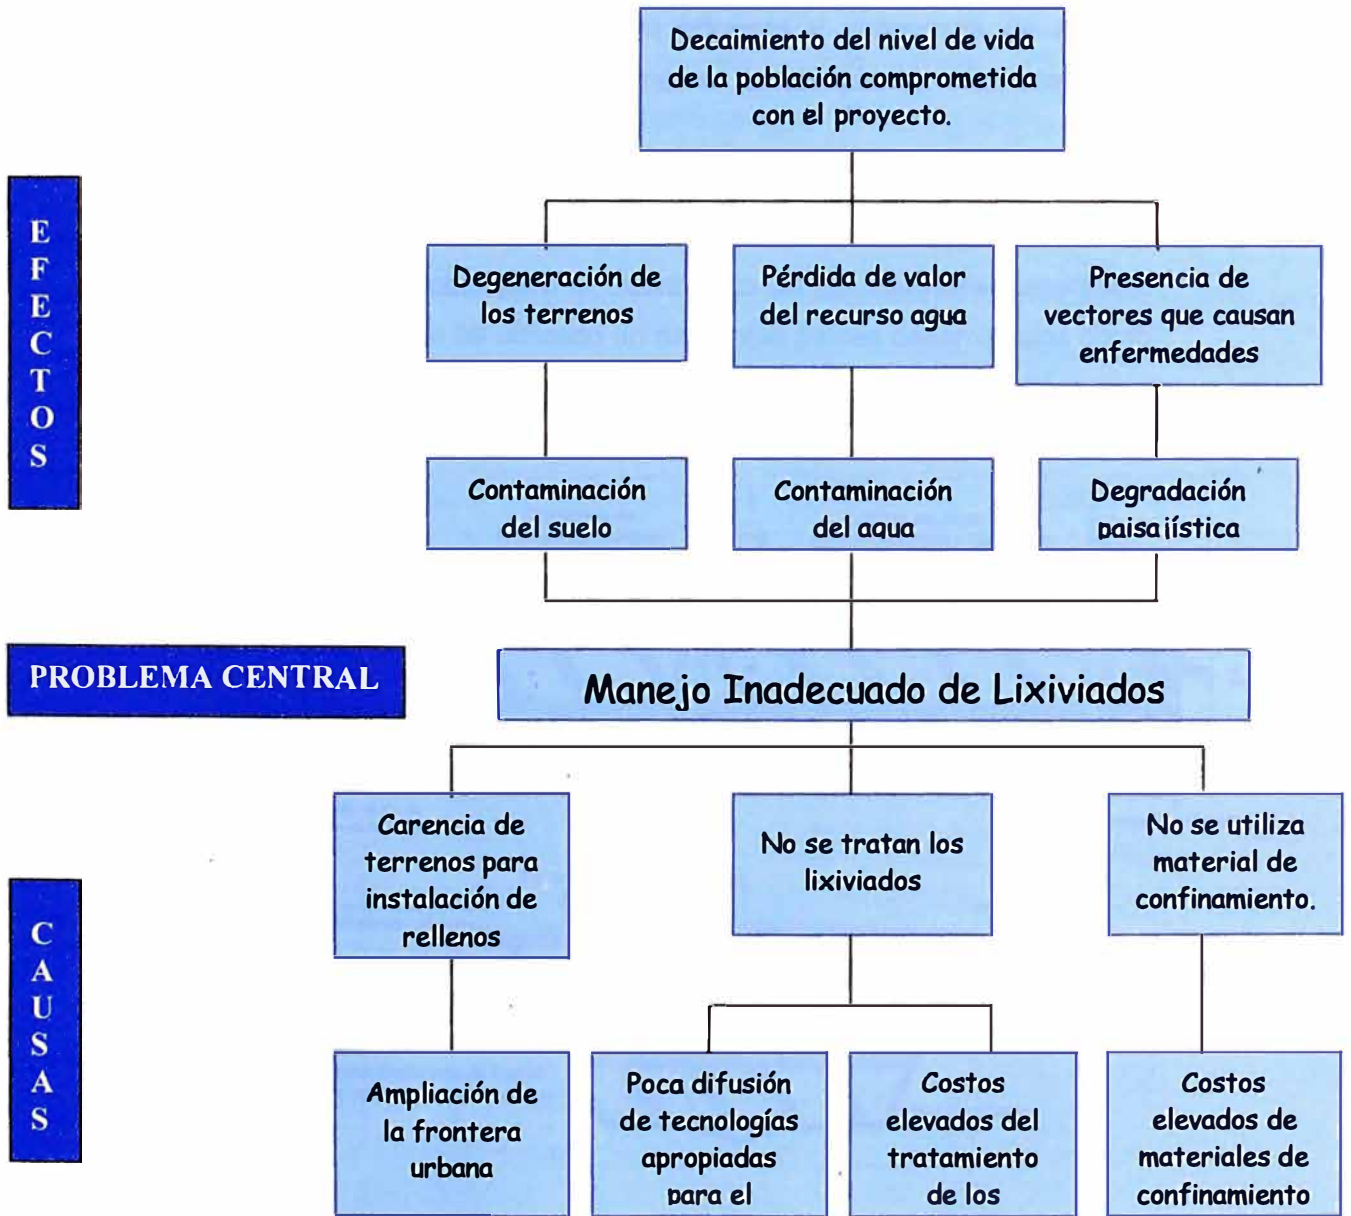 Decaimiento del nivel de vida
de la población comprometida
con el proyecto.
EFECTOS
Degeneración de
los terrenos
Pérdida de valor
del recurso agua
Presencia de
vectores que causan
enfermedades
Contaminación
del suelo
Contaminación
del agua
Degradación
paisajística
PROBLEMA CENTRAL
Manejo Inadecuado de Lixiviados
CAUSAS
Carencia de
terrenos para
instalación de
rellenos
No se tratan los
lixiviados
No se utiliza
material de
confinamiento.
Ampliación de
la frontera
urbana
Poca difusión
de tecnologías
apropiadas
para el
Costos
elevados del
tratamiento
de los
Costos
elevados de
materiales de
confinamiento